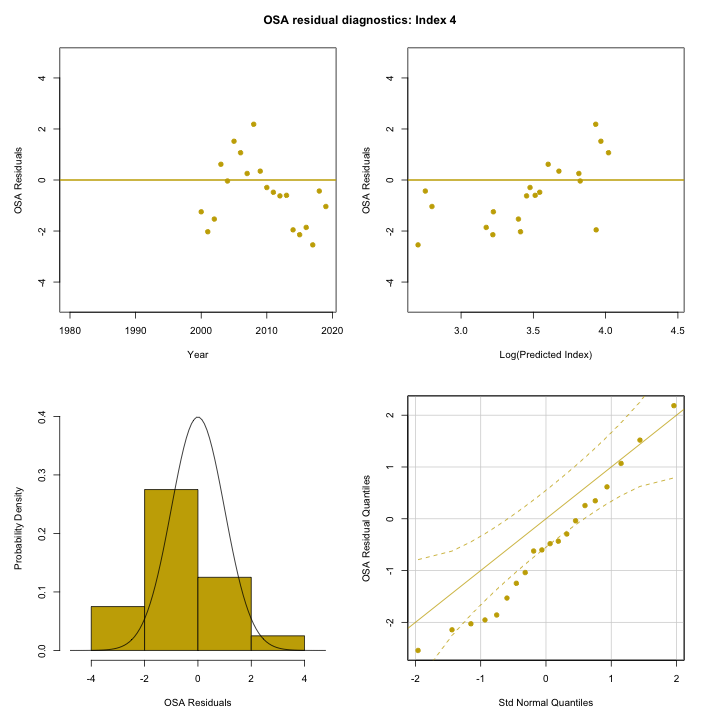 OSA residual diagnostics: Index 4
OSA Residuals
4
2
0
-2
-4
1980 1990 2000 2010 2020
Year
OSA Residuals
4
2
0
-2
-4
3.0 3.5 4.0 4.5
Log(Predicted Index)
Probability Density
0.4
0.3
0.2
0.1
0.0
-4 -2 0 2 4
OSA Residuals
OSA Residual Quantiles
2
1
0
-1
-2
-2 -1 0 1 2
Std Normal Quantiles